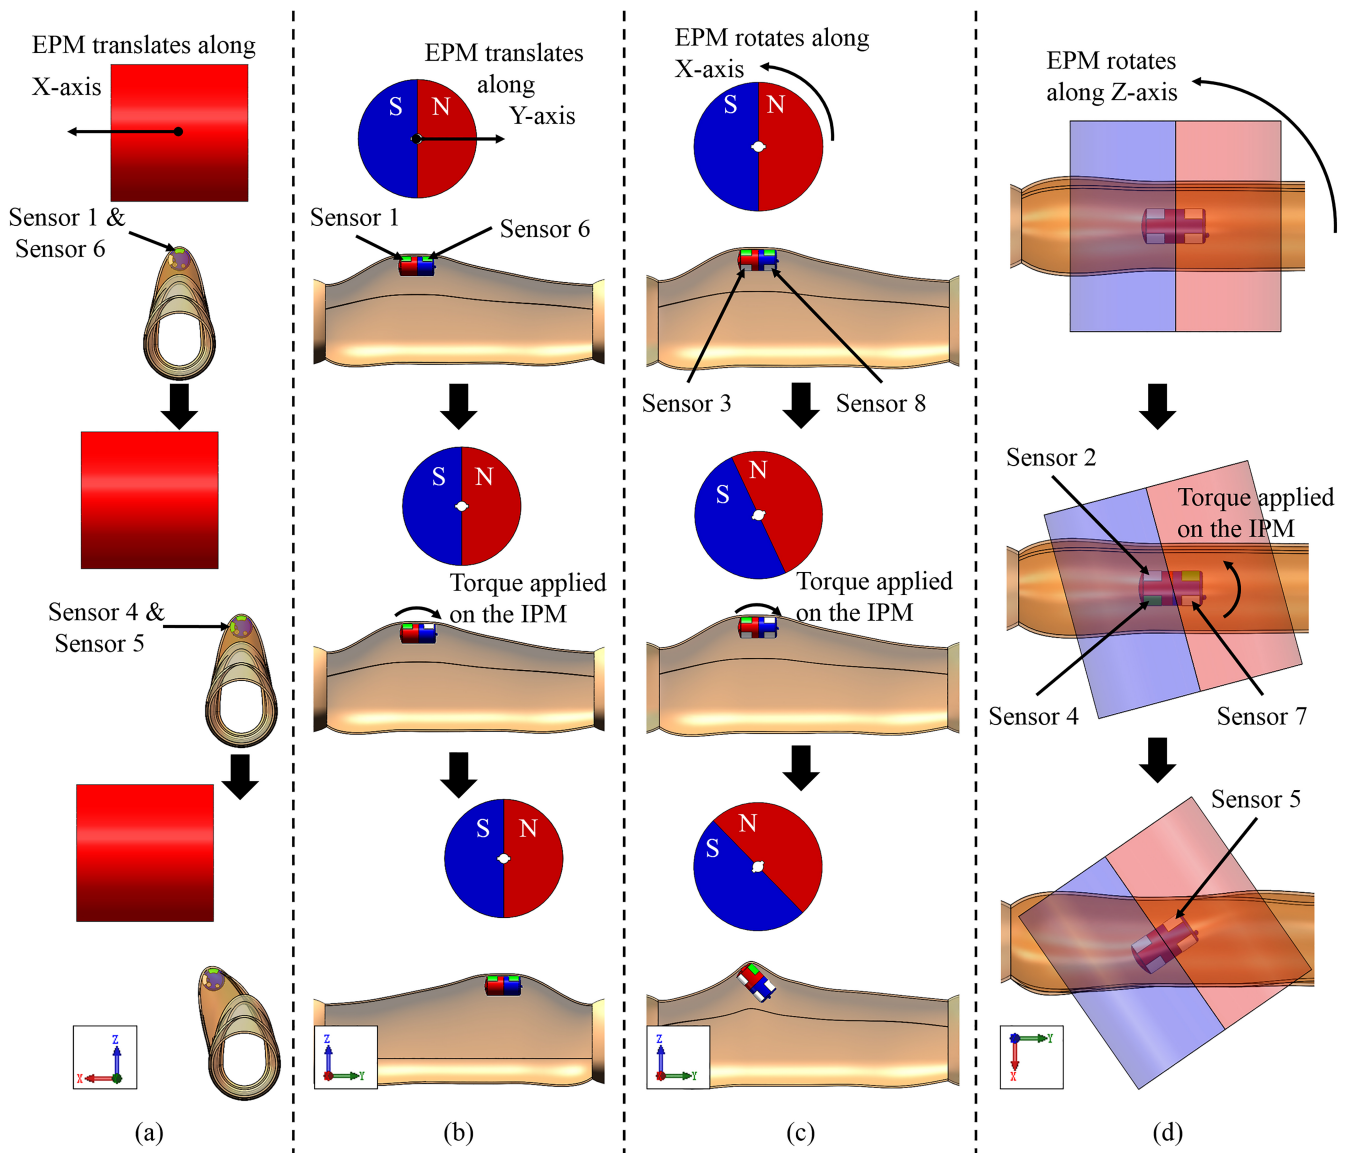 EPM translates along
X-axis
Sensor 1 &
Sensor 6
Sensor 4 &
Sensor 5
Z
X
(a)
EPM translates
along
Y-axis
S N
Sensor 1
Sensor 6
S N
Torque applied
on the IPM
S N
Z
Y
(b)
EPM rotates along
X-axis
S N
Sensor 3
Sensor 8
N
S
Torque applied
on the IPM
N
S
Z
Y
(c)
EPM rotates
along Z-axis
Sensor 2
Torque applied
on the IPM
Sensor 4
Sensor 7
Sensor 5
Y
X
(d)